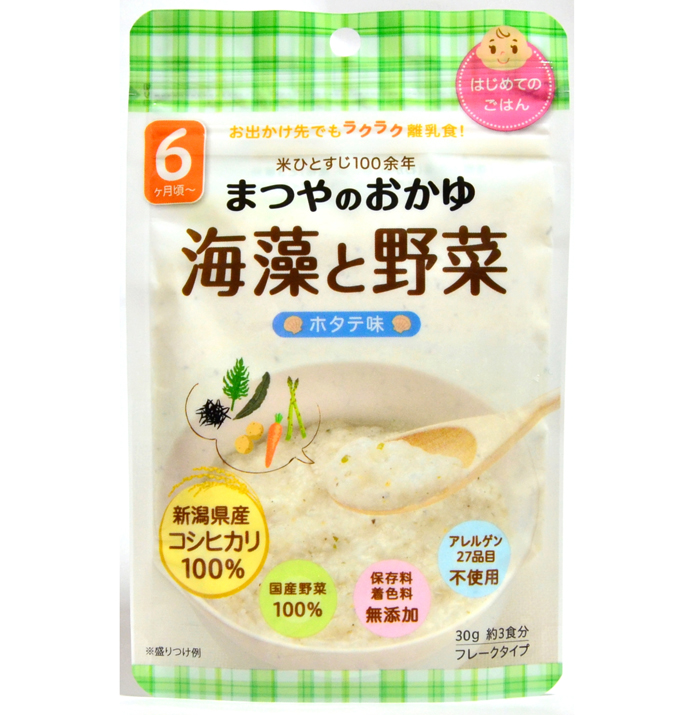 はじめての
ごはん
お出かけ先でもラクラク離乳食!
6
ヶ月頃～
米ひとすじ100余年
まつやのおかゆ
海藻と野菜
ホタテ味
新潟県産
コシヒカリ
100%
国産野菜
100%
保存料
着色料
無添加
アレルゲン
27品目
不使用
30g 約3食分
フレークタイプ
※盛りつけ例